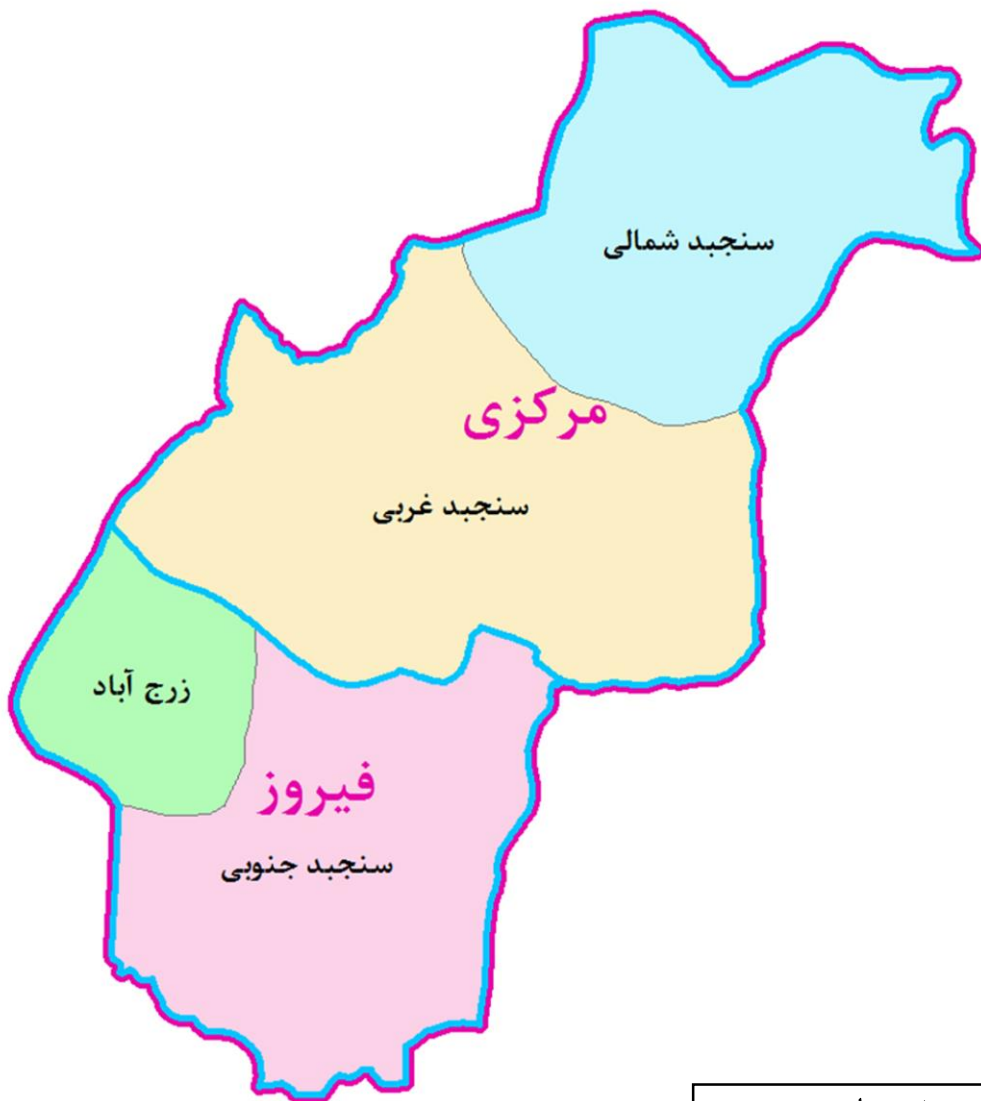 سنجبد شمالی
مرکزی
سنجبد غربی
زرج آباد
فیروز
سنجبد جنوبی